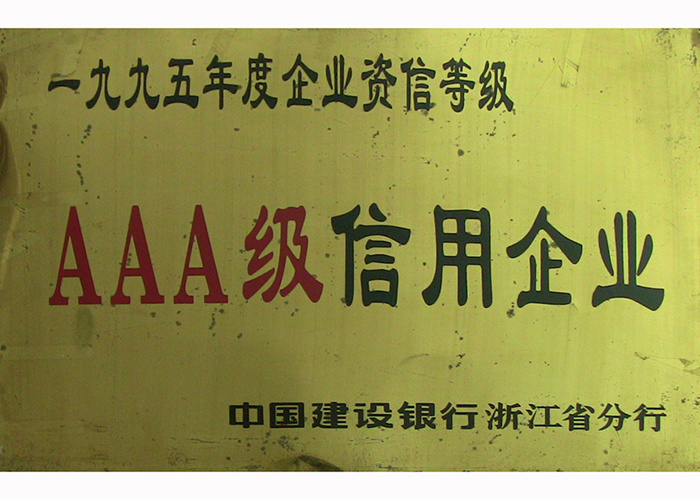 一九九五年度企业资信等级
AAA级信用企业
中国建设银行浙江省分行